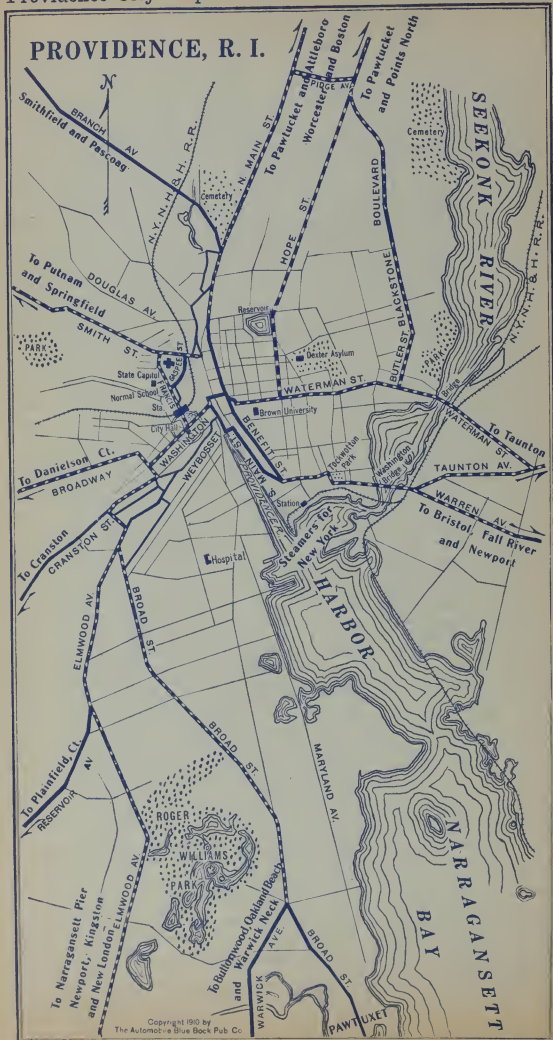 PROVIDENCE, R. I.
N
To Pawtucket and Attleboro
Worcester and Boston
To Pawtucket
and Points North
PIDGE AV.
Cemetery
SEEKONK RIVER
BRANCH AV
Smithfield and Pascoag
N.Y.N.H. & H. R.R.
N. MAIN ST.
HOPE ST.
BLACKSTONE BOULEVARD
Cemetery
N.Y.N.H. & H. R.R.
To Putnam
and Springfield
DOUGLAS AV.
SMITH ST.
PARK
Reservoir
Dexter Asylum
BUTLER ST.
PARK
GASPEE ST
State Capitol
Normal School
FRANCIS
Sta.
City Hall
WATERMAN ST.
Brown University
Bridge
WATERMAN ST.
To Taunton
WASHINGTON
WEYBOSSET
BENEFIT ST.
S. MAIN ST.
Tockwotton
Park
Washington
Bridge
TAUNTON AV.
To Danielson Ct.
BROADWAY
Station
WARREN AV.
To Bristol, Fall River
and Newport
To Cranston
CRANSTON ST.
Steamers for
New York
Hospital
HARBOR
ELMWOOD AV.
BROAD ST.
BROAD ST.
MARYLAND AV.
To Plainfield, Ct.
RESERVOIR AV
ROGER
WILLIAMS
PARK
NARRAGANSETT
BAY
To Narragansett Pier
Newport, Kingston
and New London
ELMWOOD AV.
To Buttonwood Oakland Beach
and Warwick Neck
WARWICK AVE.
BROAD ST.
PAWTUXET
Copyright 1910 by
The Automotive Blue Book Pub. Co